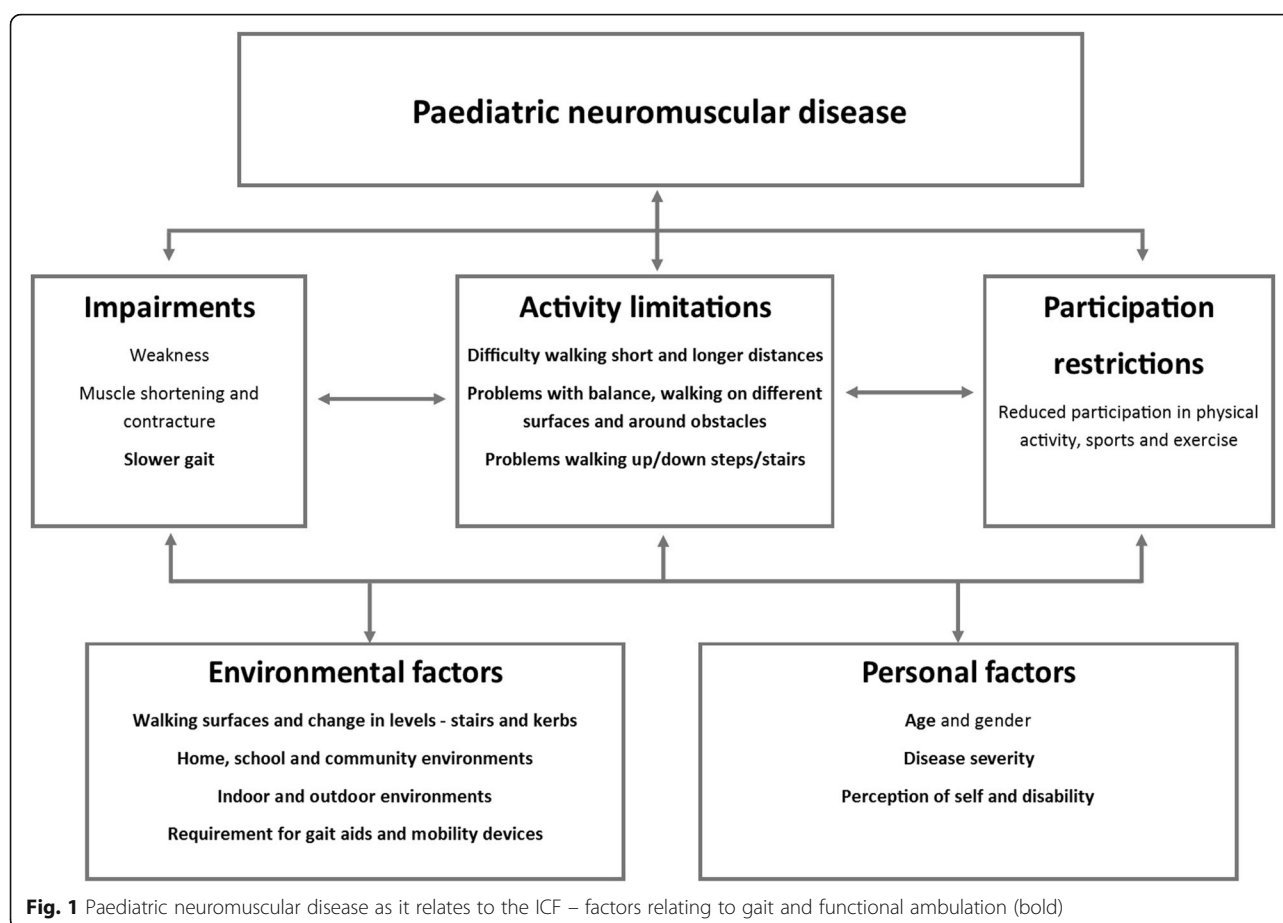 Paediatric neuromuscular disease
Impairments
Weakness
Muscle shortening and
contracture
Slower gait
Activity limitations
Difficulty walking short and longer distances
Problems with balance, walking on different
surfaces and around obstacles
Problems walking up/down steps/stairs
Participation
restrictions
Reduced participation in physical
activity, sports and exercise
Environmental factors
Walking surfaces and change in levels - stairs and kerbs
Home, school and community environments
Indoor and outdoor environments
Requirement for gait aids and mobility devices
Personal factors
Age and gender
Disease severity
Perception of self and disability
Fig. 1 Paediatric neuromuscular disease as it relates to the ICF – factors relating to gait and functional ambulation (bold)